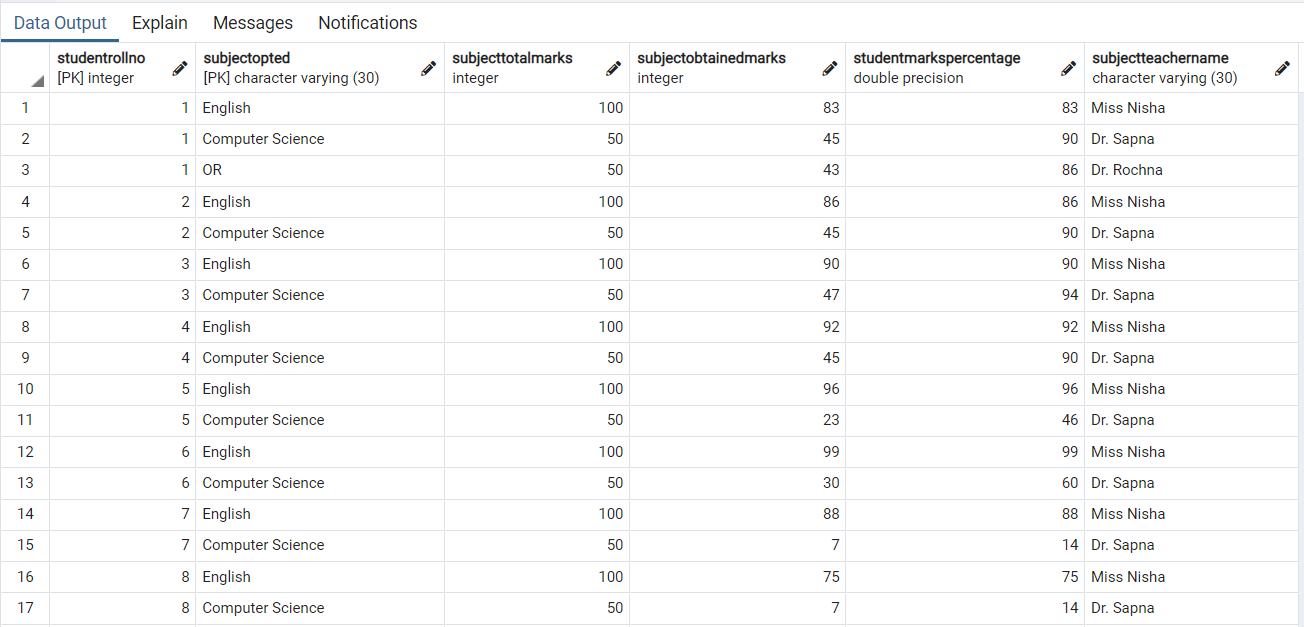 Data Output Explain Messages Notifications
studentrollno subjectopted subjecttotalmarks subjectobtainedmarks studentmarkspercentage subjectteachername
[PK] integer [PK] character varying (30) integer integer double precision character varying (30)
1 1 English 100 83 83 Miss Nisha
2 1 Computer Science 50 45 90 Dr. Sapna
3 1 OR 50 43 86 Dr. Rochna
4 2 English 100 86 86 Miss Nisha
5 2 Computer Science 50 45 90 Dr. Sapna
6 3 English 100 90 90 Miss Nisha
7 3 Computer Science 50 47 94 Dr. Sapna
8 4 English 100 92 92 Miss Nisha
9 4 Computer Science 50 45 90 Dr. Sapna
10 5 English 100 96 96 Miss Nisha
11 5 Computer Science 50 23 46 Dr. Sapna
12 6 English 100 99 99 Miss Nisha
13 6 Computer Science 50 30 60 Dr. Sapna
14 7 English 100 88 88 Miss Nisha
15 7 Computer Science 50 7 14 Dr. Sapna
16 8 English 100 75 75 Miss Nisha
17 8 Computer Science 50 7 14 Dr. Sapna